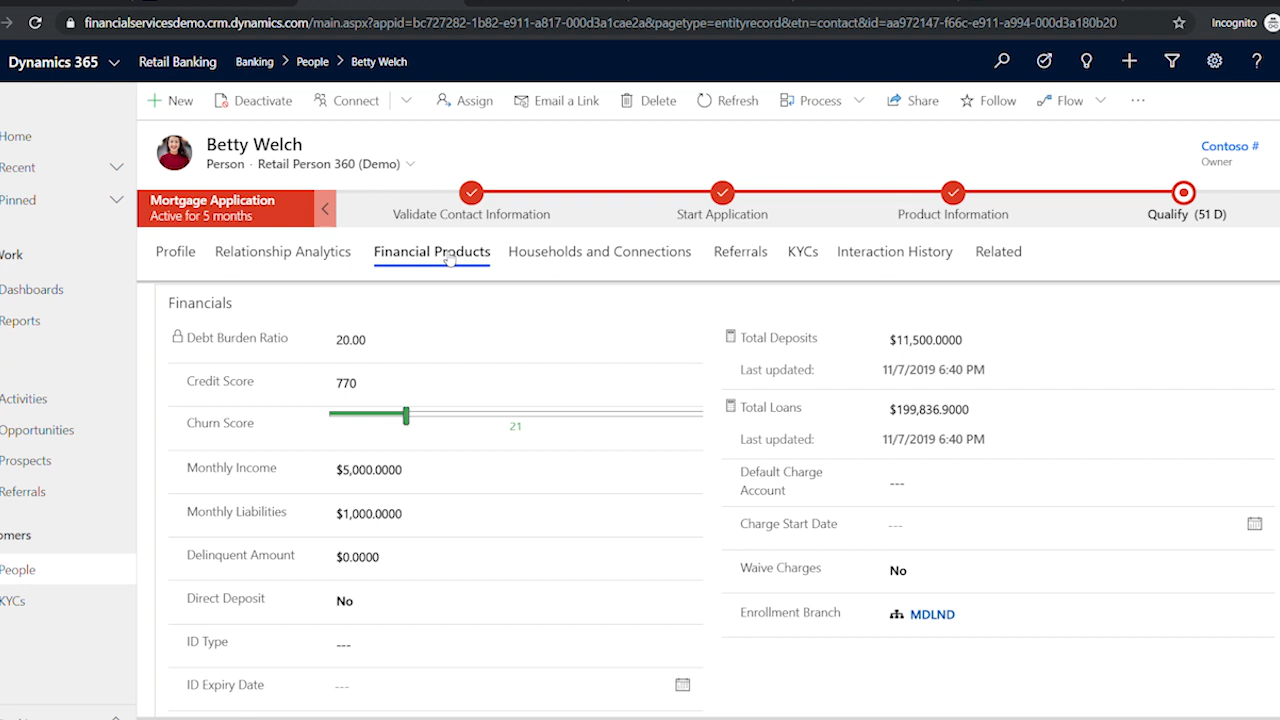 financialservicesdemo.crm.dynamics.com/main.aspx?appid=bc727282-1b82-e911-a817-000d3a1cae2a&pagetype=entityrecord&etn=contact&id=aa972147-f66c-e911-a994-000d3a180b20
Incognito
Dynamics 365
Retail Banking
Banking > People > Betty Welch
New
Deactivate
Connect
Assign
Email a Link
Delete
Refresh
Process
Share
Follow
Flow
Home
Recent
Pinned
Work
Dashboards
Reports
Activities
Opportunities
Prospects
Referrals
omers
People
KYCs
Betty Welch
Person · Retail Person 360 (Demo)
Contoso #
Owner
Mortgage Application
Active for 5 months
Validate Contact Information
Start Application
Product Information
Qualify (51 D)
Profile
Relationship Analytics
Financial Products
Households and Connections
Referrals
KYCs
Interaction History
Related
Financials
Debt Burden Ratio 20.00
Credit Score 770
Churn Score 21
Monthly Income $5,000.0000
Monthly Liabilities $1,000.0000
Delinquent Amount $0.0000
Direct Deposit No
ID Type ---
ID Expiry Date ---
Total Deposits $11,500.0000
Last updated: 11/7/2019 6:40 PM
Total Loans $199,836.9000
Last updated: 11/7/2019 6:40 PM
Default Charge
Account ---
Charge Start Date ---
Waive Charges No
Enrollment Branch MDLND